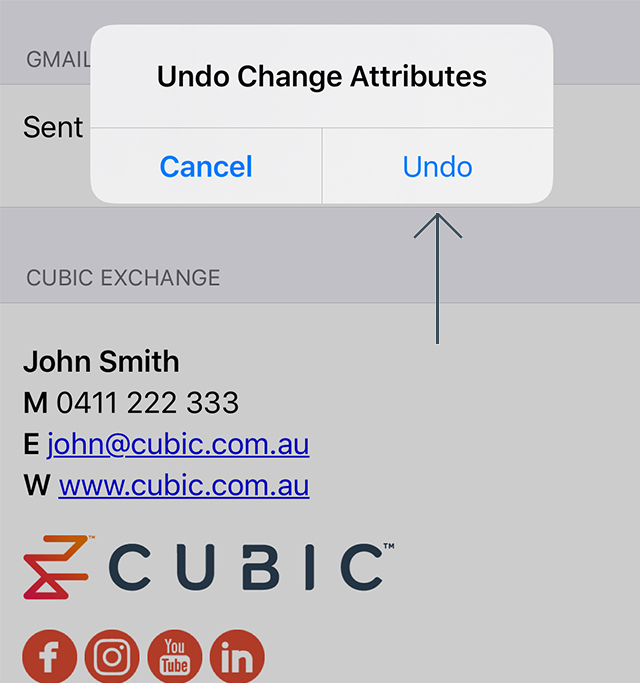 Undo Change Attributes
Cancel Undo
GMAIL
Sent
CUBIC EXCHANGE
John Smith
M 0411 222 333
E john@cubic.com.au
W www.cubic.com.au
™ CUBIC™
f You Tube in